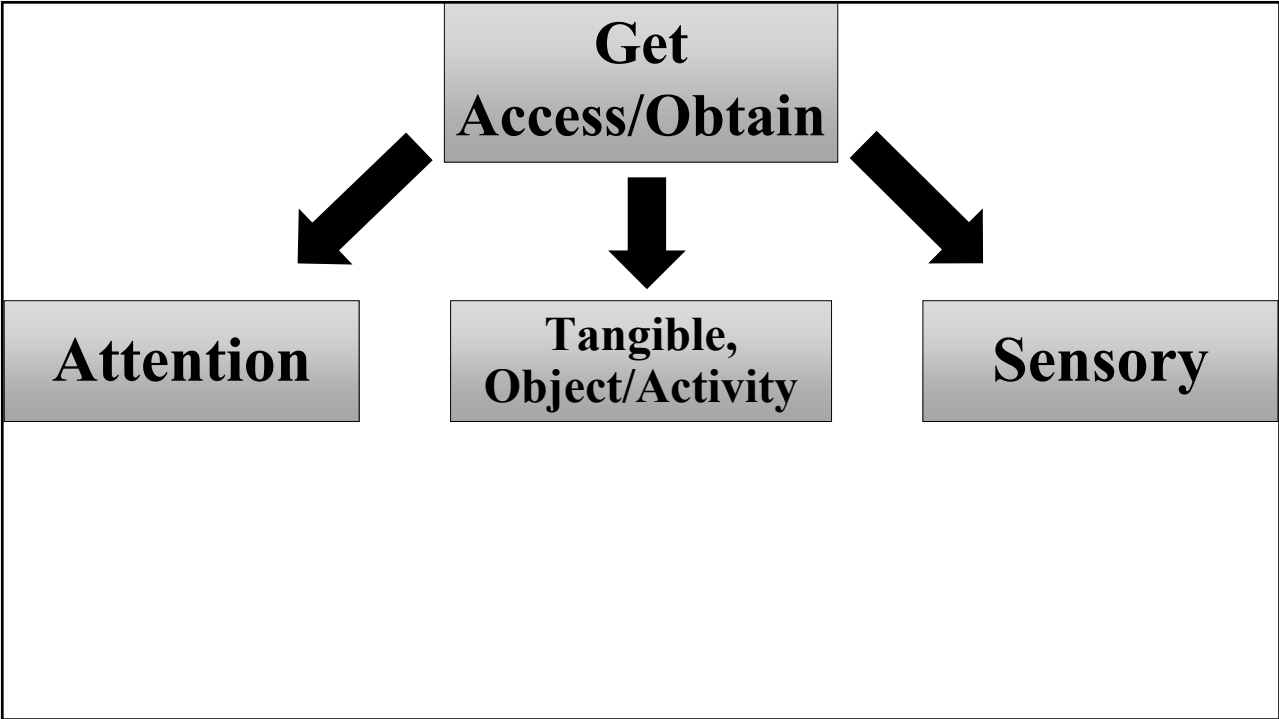 Get
Access/Obtain
Attention
Tangible,
Object/Activity
Sensory